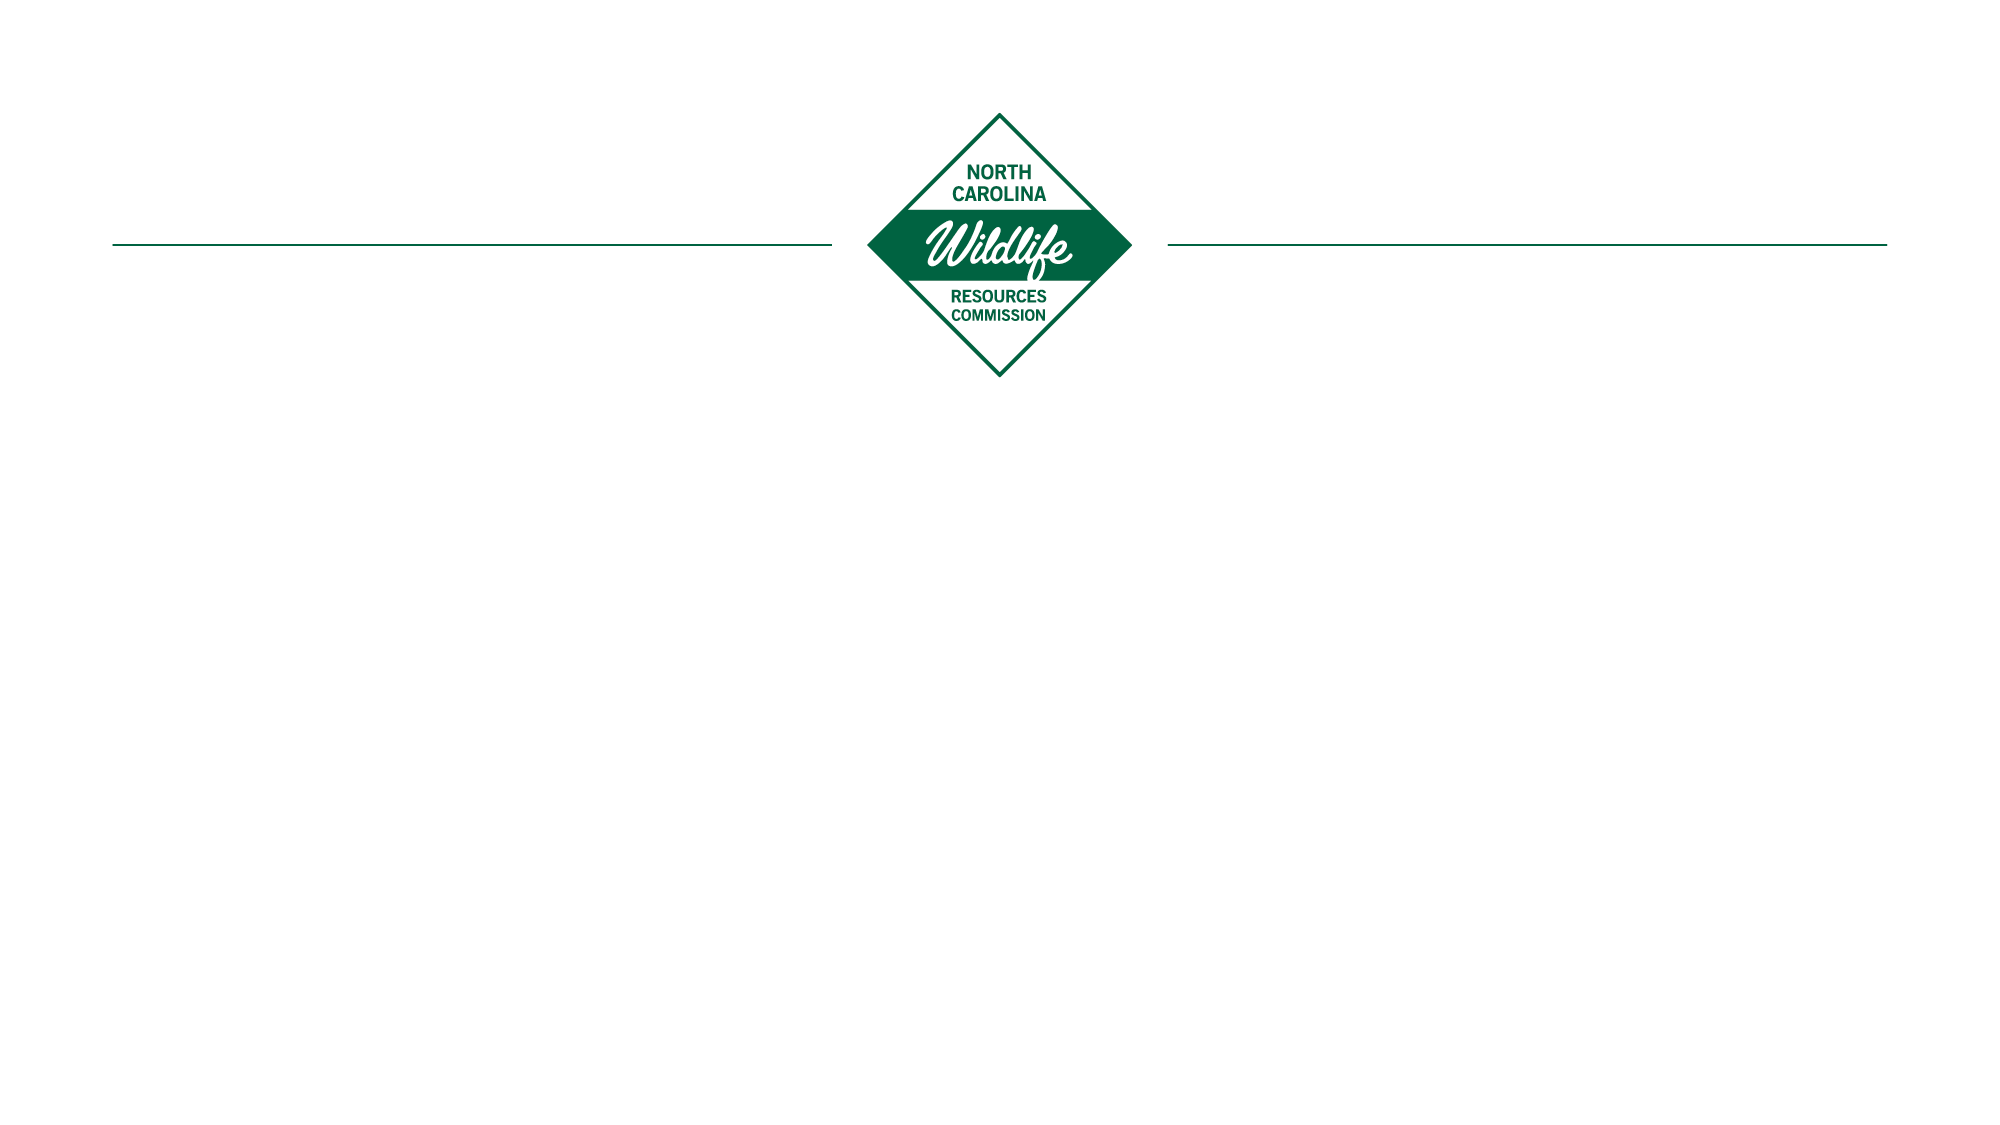 NORTH
CAROLINA
Wildlife
RESOURCES
COMMISSION